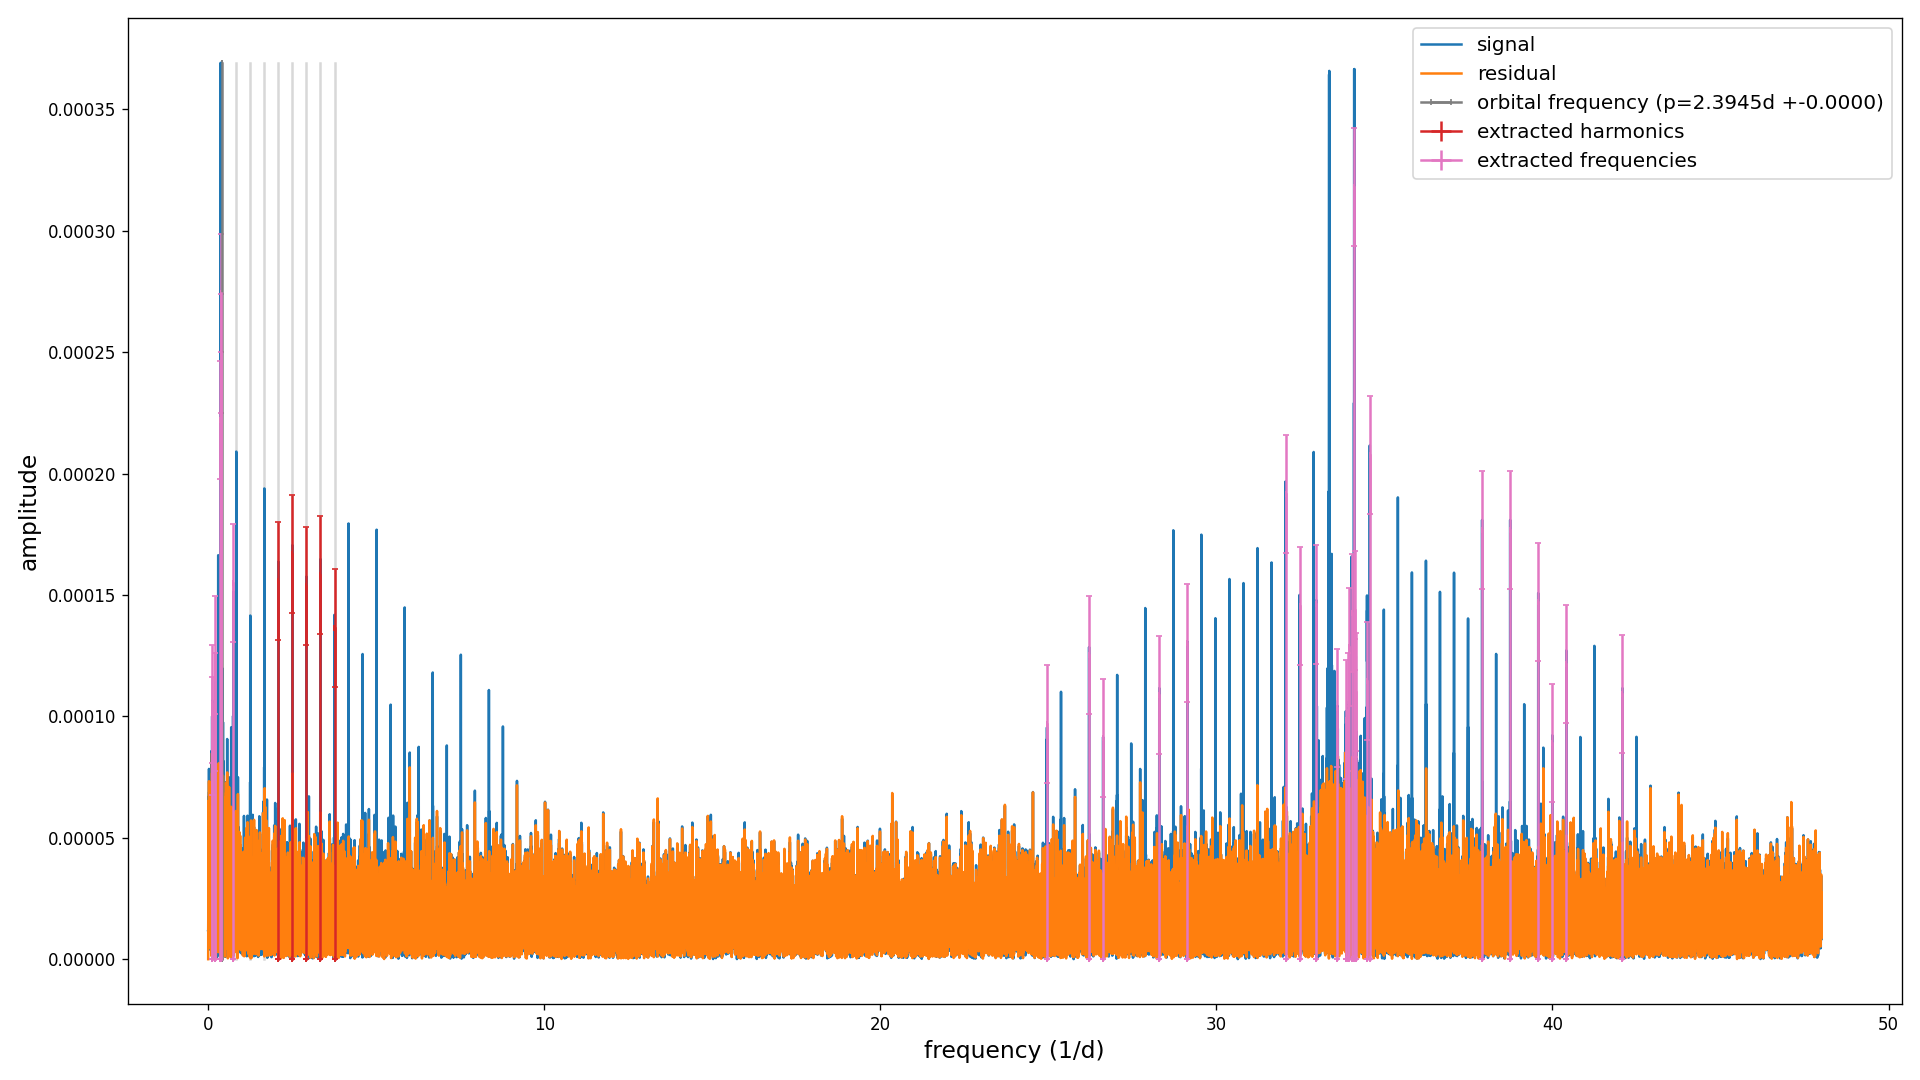 signal
residual
orbital frequency (p=2.3945d +-0.0000)
extracted harmonics
extracted frequencies
0.00035
0.00030
0.00025
0.00020
0.00015
0.00010
0.00005
0.00000
amplitude
0 10 20 30 40 50
frequency (1/d)